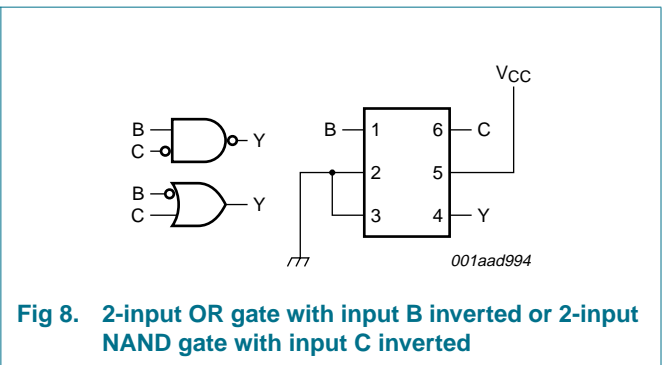 VCC
B
C
Y
B
C
Y
B 1 6 C
2 5
3 4 Y
001aad994
Fig 8. 2-input OR gate with input B inverted or 2-input
NAND gate with input C inverted